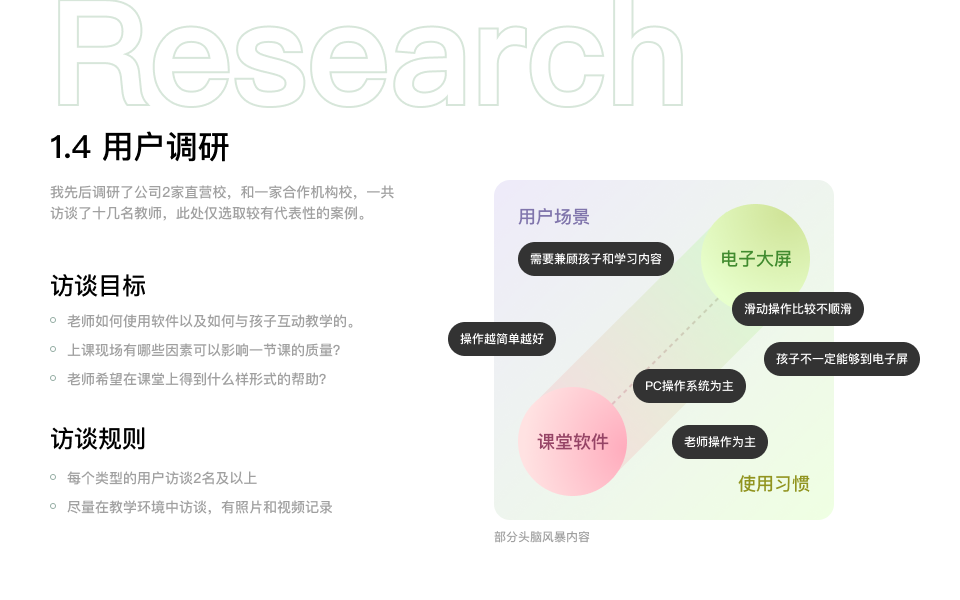 Research
1.4 用户调研
我先后调研了公司2家直营校，和一家合作机构校，一共
访谈了十几名教师，此处仅选取较有代表性的案例。
访谈目标
老师如何使用软件以及如何与孩子互动教学的。
上课现场有哪些因素可以影响一节课的质量?
老师希望在课堂上得到什么样形式的帮助?
访谈规则
每个类型的用户访谈2名及以上
尽量在教学环境中访谈，有照片和视频记录
用户场景
需要兼顾孩子和学习内容
电子大屏
滑动操作比较不顺滑
操作越简单越好
孩子不一定能够到电子屏
PC操作系统为主
课堂软件
老师操作为主
使用习惯
部分头脑风暴内容